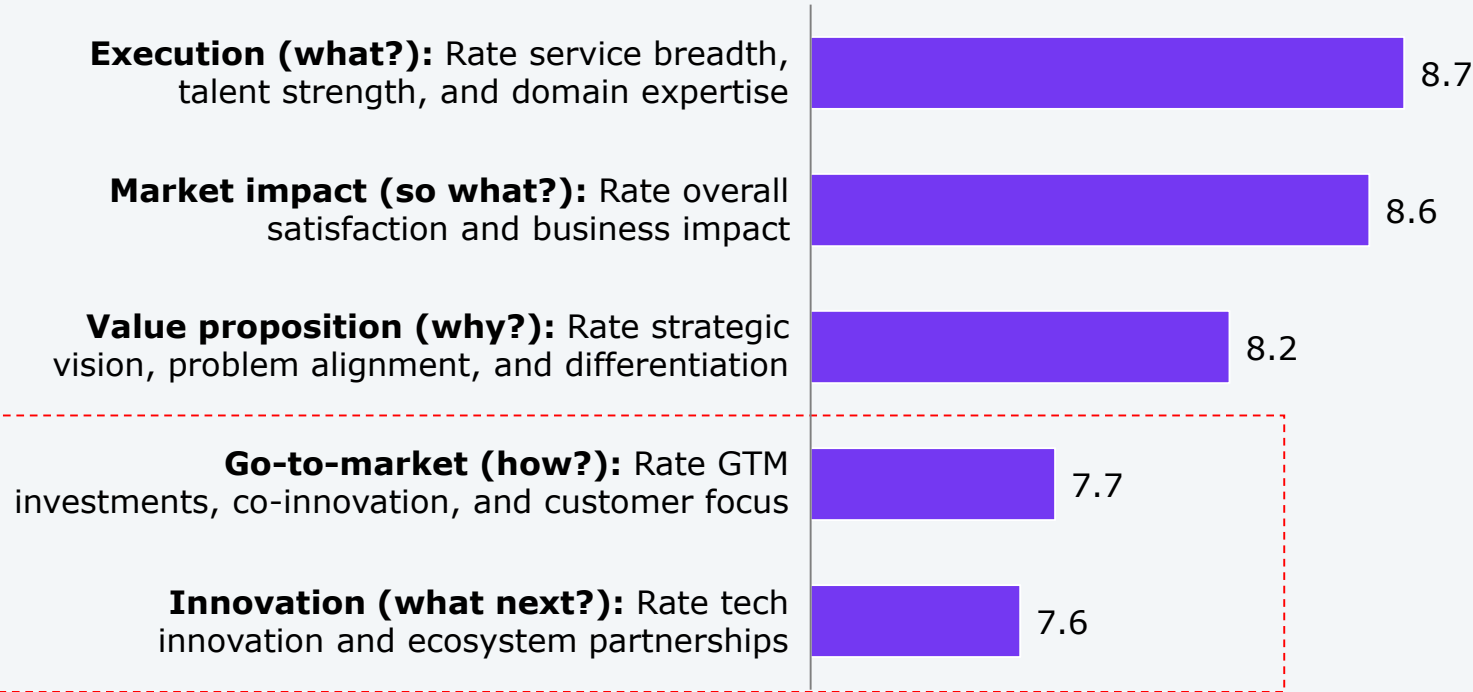 Execution (what?): Rate service breadth,
talent strength, and domain expertise
8.7
Market impact (so what?): Rate overall
satisfaction and business impact
8.6
Value proposition (why?): Rate strategic
vision, problem alignment, and differentiation
8.2
Go-to-market (how?): Rate GTM
investments, co-innovation, and customer focus
7.7
Innovation (what next?): Rate tech
innovation and ecosystem partnerships
7.6